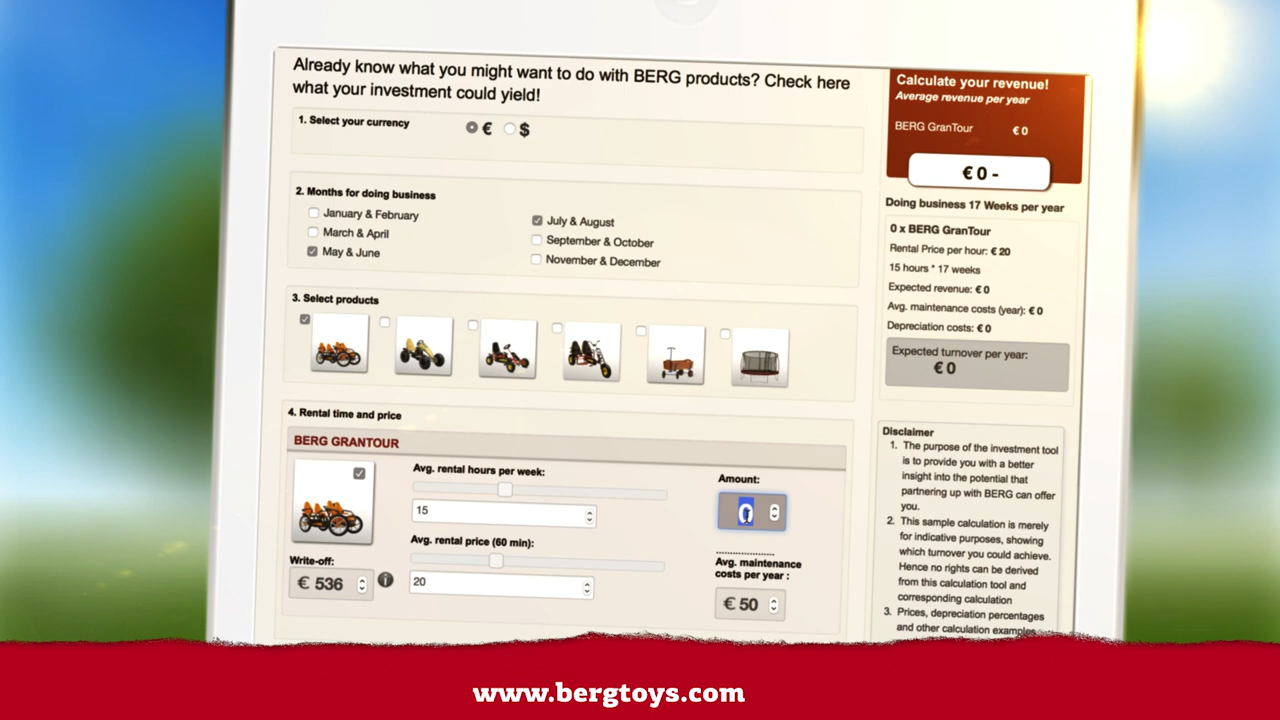 Already know what you might want to do with BERG products? Check here
what your investment could yield!
1. Select your currency
€ $
2. Months for doing business
January & February
March & April
May & June
July & August
September & October
November & December
3. Select products
4. Rental time and price
BERG GRANTOUR
Avg. rental hours per week:
15
Avg. rental price (60 min):
20
Write-off:
€ 536
i
Amount:
0
Avg. maintenance
costs per year :
€ 50
Calculate your revenue!
Average revenue per year
BERG GranTour € 0
€ 0 -
Doing business 17 Weeks per year
0 x BERG GranTour
Rental Price per hour: € 20
15 hours * 17 weeks
Expected revenue: € 0
Avg. maintenance costs (year): € 0
Depreciation costs: € 0
Expected turnover per year:
€ 0
Disclaimer
1. The purpose of the investment tool
is to provide you with a better
insight into the potential that
partnering up with BERG can offer
you.
2. This sample calculation is merely
for indicative purposes, showing
which turnover you could achieve.
Hence no rights can be derived
from this calculation tool and
corresponding calculation
3. Prices, depreciation percentages
and other calculation examples
www.bergtoys.com